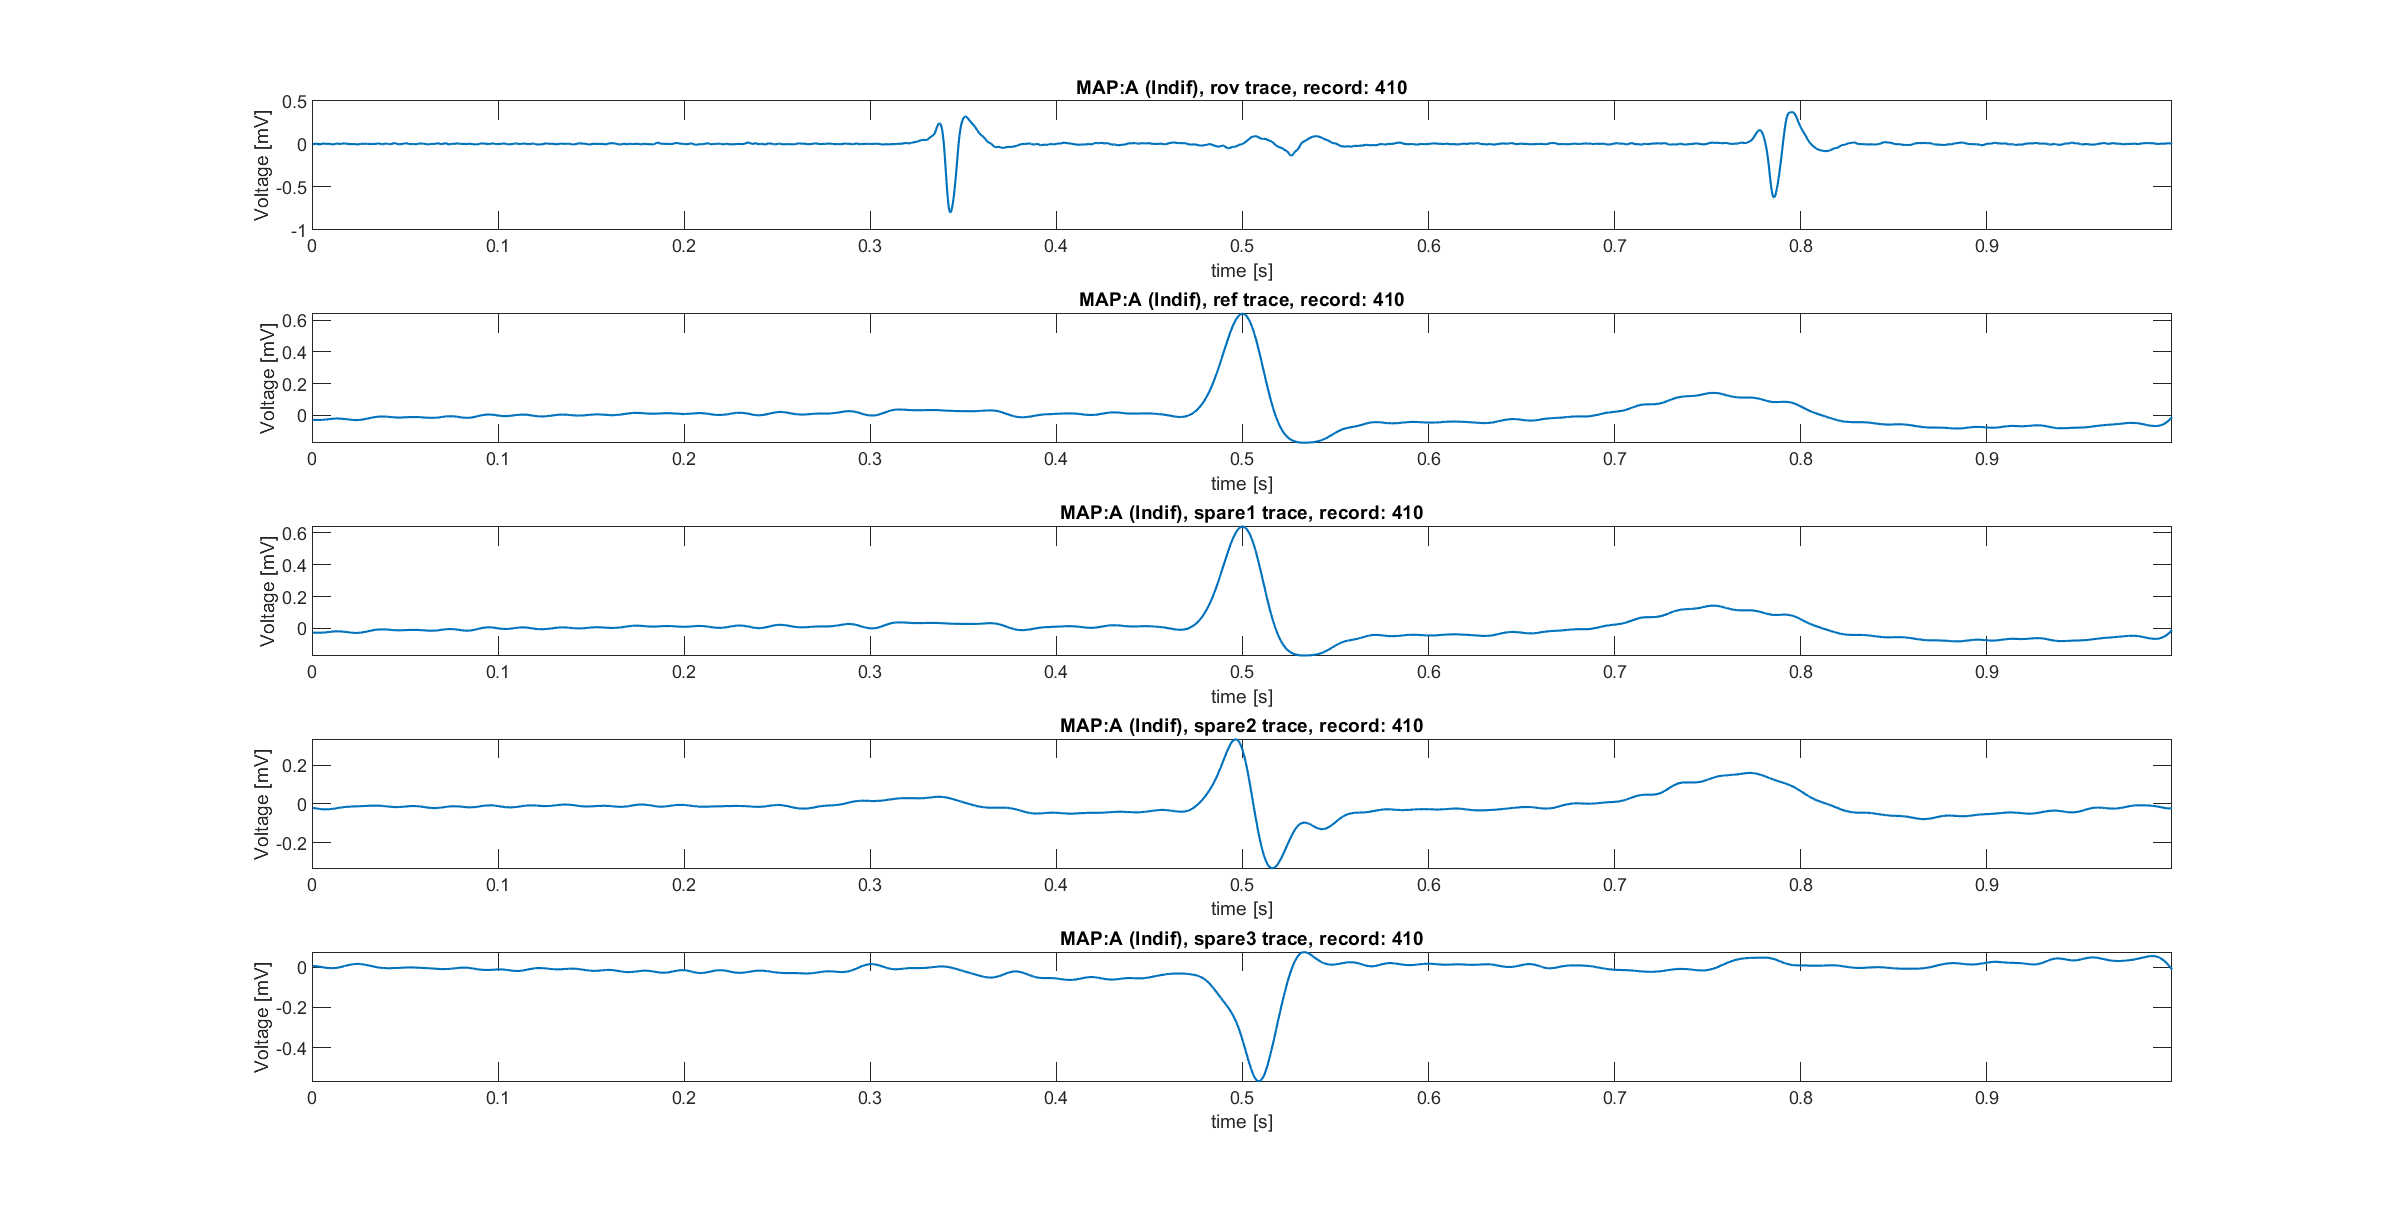 MAP:A (Indif), rov trace, record: 410
0.5
0
-0.5
-1
Voltage [mV]
0 0.1 0.2 0.3 0.4 0.5 0.6 0.7 0.8 0.9
time [s]
MAP:A (Indif), ref trace, record: 410
0.6
0.4
0.2
0
Voltage [mV]
0 0.1 0.2 0.3 0.4 0.5 0.6 0.7 0.8 0.9
time [s]
MAP:A (Indif), spare1 trace, record: 410
0.6
0.4
0.2
0
Voltage [mV]
0 0.1 0.2 0.3 0.4 0.5 0.6 0.7 0.8 0.9
time [s]
MAP:A (Indif), spare2 trace, record: 410
0.2
0
-0.2
Voltage [mV]
0 0.1 0.2 0.3 0.4 0.5 0.6 0.7 0.8 0.9
time [s]
MAP:A (Indif), spare3 trace, record: 410
0
-0.2
-0.4
Voltage [mV]
0 0.1 0.2 0.3 0.4 0.5 0.6 0.7 0.8 0.9
time [s]